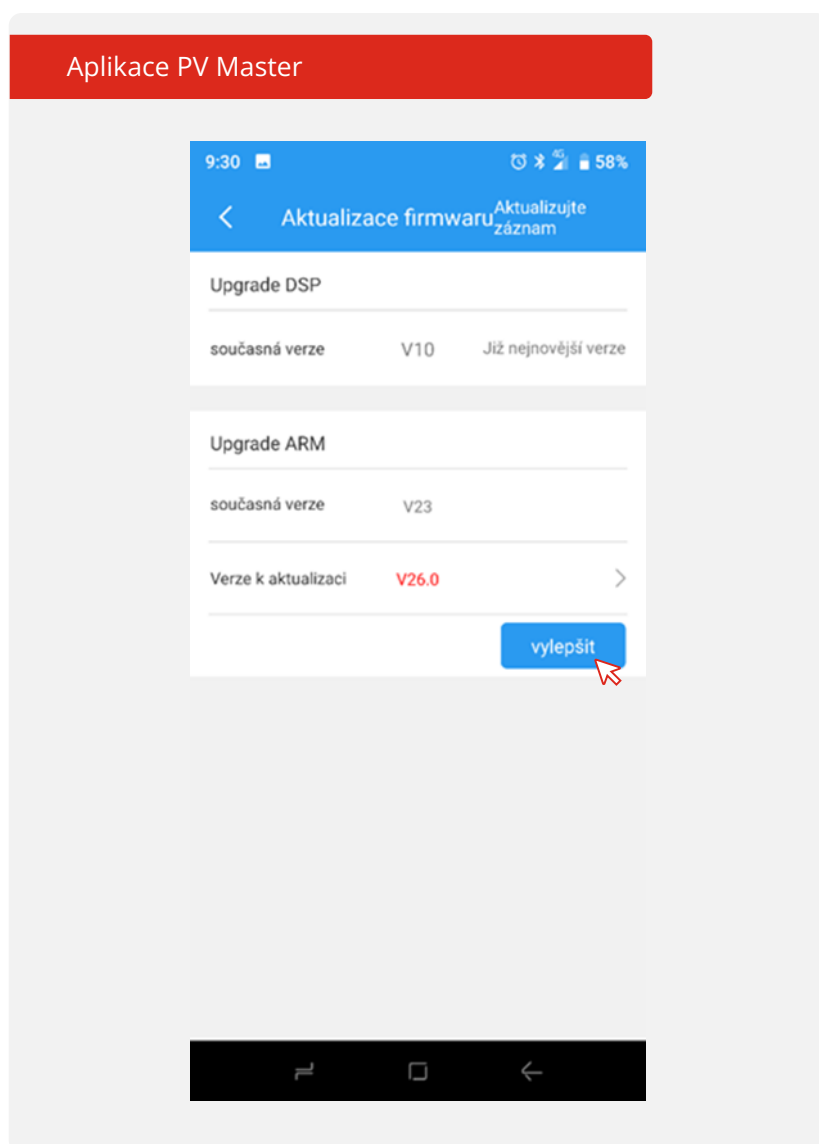 Aplikace PV Master
9:30 4G 58%
Aktualizace firmwaru Aktualizujte
záznam
Upgrade DSP
současná verze V10 Již nejnovější verze
Upgrade ARM
současná verze V23
Verze k aktualizaci V26.0
vylepšit